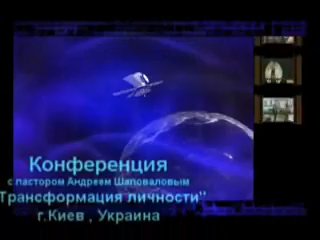 Конференция
с пастором Андреем Шаповаловым
Трансформация личности"
г.Киев , Украина